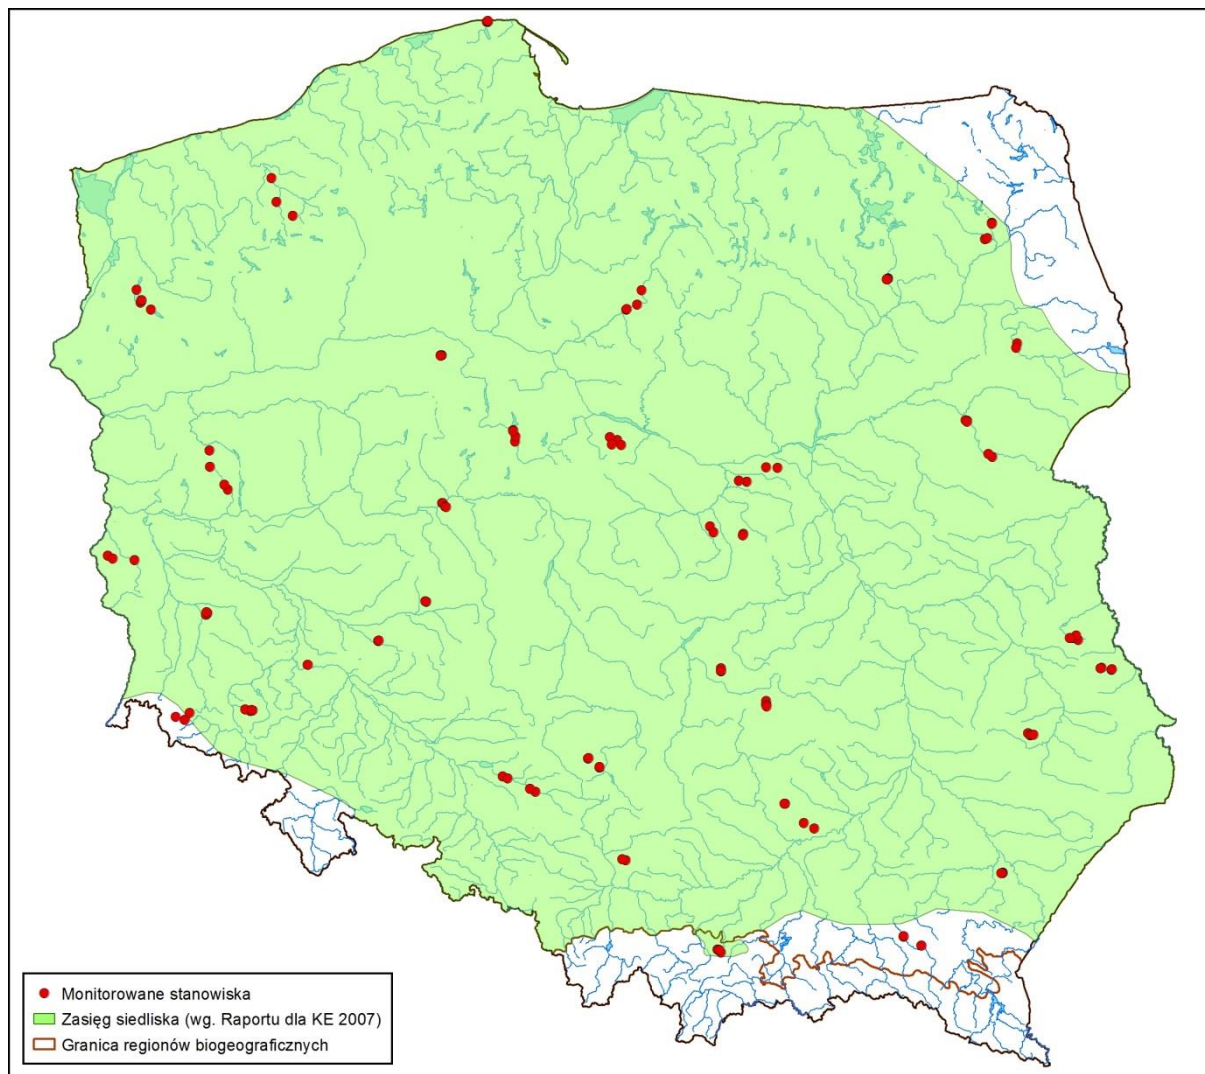 Monitorowane stanowiska
Zasięg siedliska (wg. Raportu dla KE 2007)
Granica regionów biogeograficznych